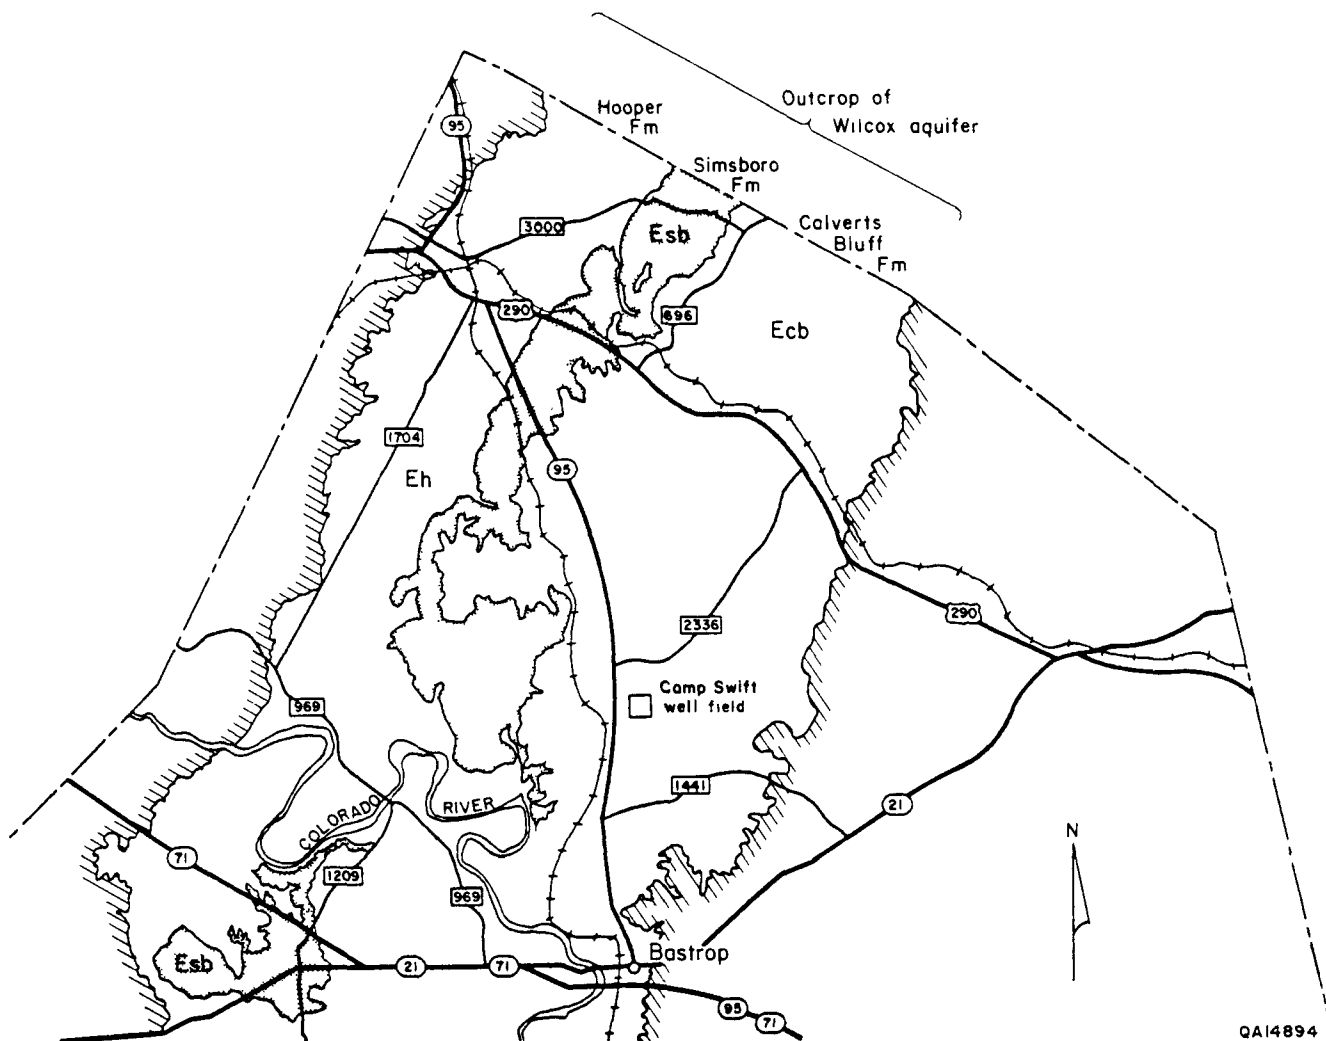 Outcrop of
Wilcox aquifer
Hooper
Fm
95
Simsboro
Fm
Calverts
Bluff
Fm
3000
Esb
290
696
Ecb
1704
95
Eh
2336
290
Camp Swift
well field
969
1441
21
COLORADO RIVER
71
1209
969
N
Bastrop
Esb
21
71
95
71
QA14894